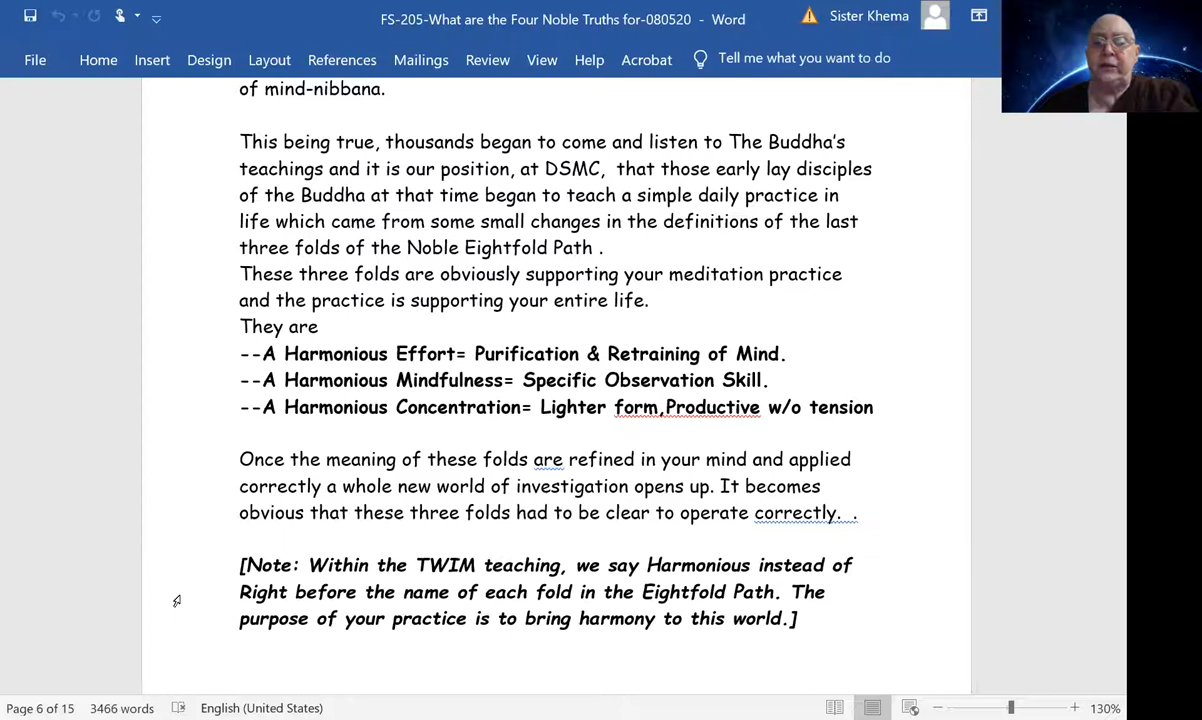 FS-205-What are the Four Noble Truths for-080520 - Word
Sister Khema
File Home Insert Design Layout References Mailings Review View Help Acrobat Tell me what you want to do
of mind-nibbana.
This being true, thousands began to come and listen to The Buddha's
teachings and it is our position, at DSMC, that those early lay disciples
of the Buddha at that time began to teach a simple daily practice in
life which came from some small changes in the definitions of the last
three folds of the Noble Eightfold Path .
These three folds are obviously supporting your meditation practice
and the practice is supporting your entire life.
They are
--A Harmonious Effort= Purification & Retraining of Mind.
--A Harmonious Mindfulness= Specific Observation Skill.
--A Harmonious Concentration= Lighter form,Productive w/o tension
Once the meaning of these folds are refined in your mind and applied
correctly a whole new world of investigation opens up. It becomes
obvious that these three folds had to be clear to operate correctly. .
[Note: Within the TWIM teaching, we say Harmonious instead of
Right before the name of each fold in the Eightfold Path. The
purpose of your practice is to bring harmony to this world.]
Page 6 of 15 3466 words English (United States) 130%